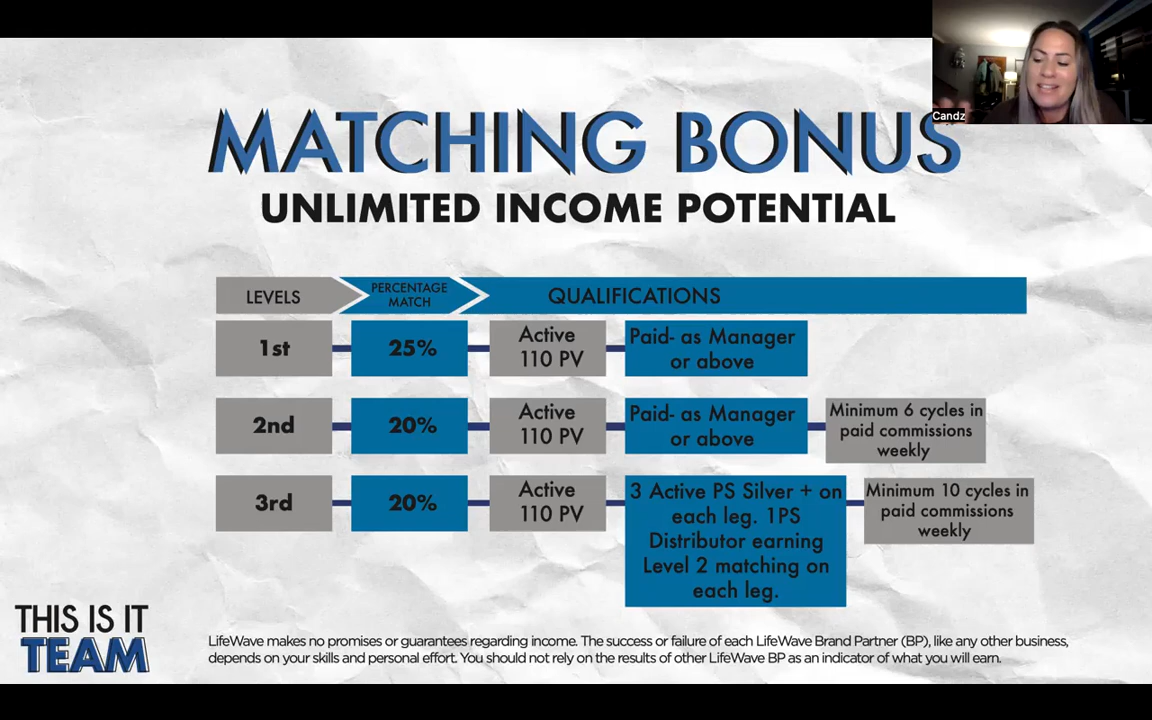 Candz
MATCHING BONUS
UNLIMITED INCOME POTENTIAL
LEVELS
PERCENTAGE
MATCH
QUALIFICATIONS
1st
25%
Active
110 PV
Paid- as Manager
or above
2nd
20%
Active
110 PV
Paid- as Manager
or above
Minimum 6 cycles in
paid commissions
weekly
3rd
20%
Active
110 PV
3 Active PS Silver + on
each leg. 1PS
Distributor earning
Level 2 matching on
each leg.
Minimum 10 cycles in
paid commissions
weekly
THIS IS IT
TEAM
LifeWave makes no promises or guarantees regarding income. The success or failure of each LifeWave Brand Partner (BP), like any other business,
depends on your skills and personal effort. You should not rely on the results of other LifeWave BP as an indicator of what you will earn.